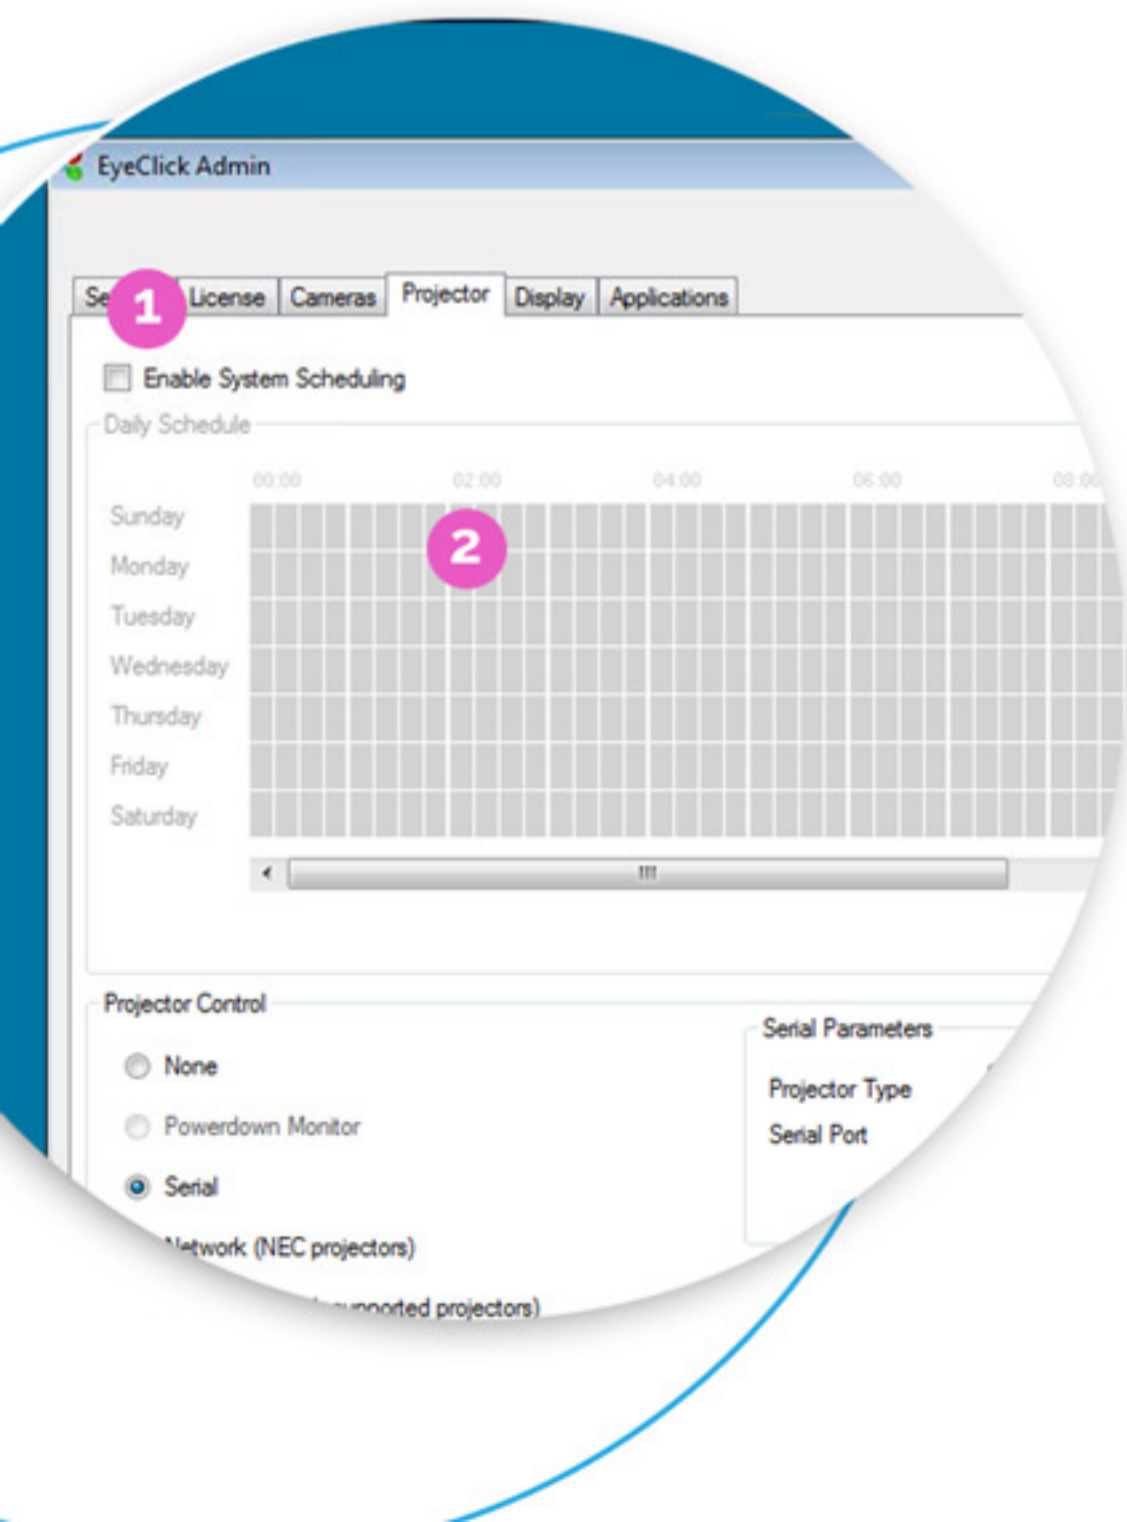 EyeClick Admin
1 License Cameras Projector Display Applications
Enable System Scheduling
Daily Schedule
00:00 02:00 04:00 06:00 08:00
Sunday
2
Monday
Tuesday
Wednesday
Thursday
Friday
Saturday
Projector Control
Serial Parameters
None
Projector Type
Powerdown Monitor
Serial Port
Serial
Network (NEC projectors)
projectors)